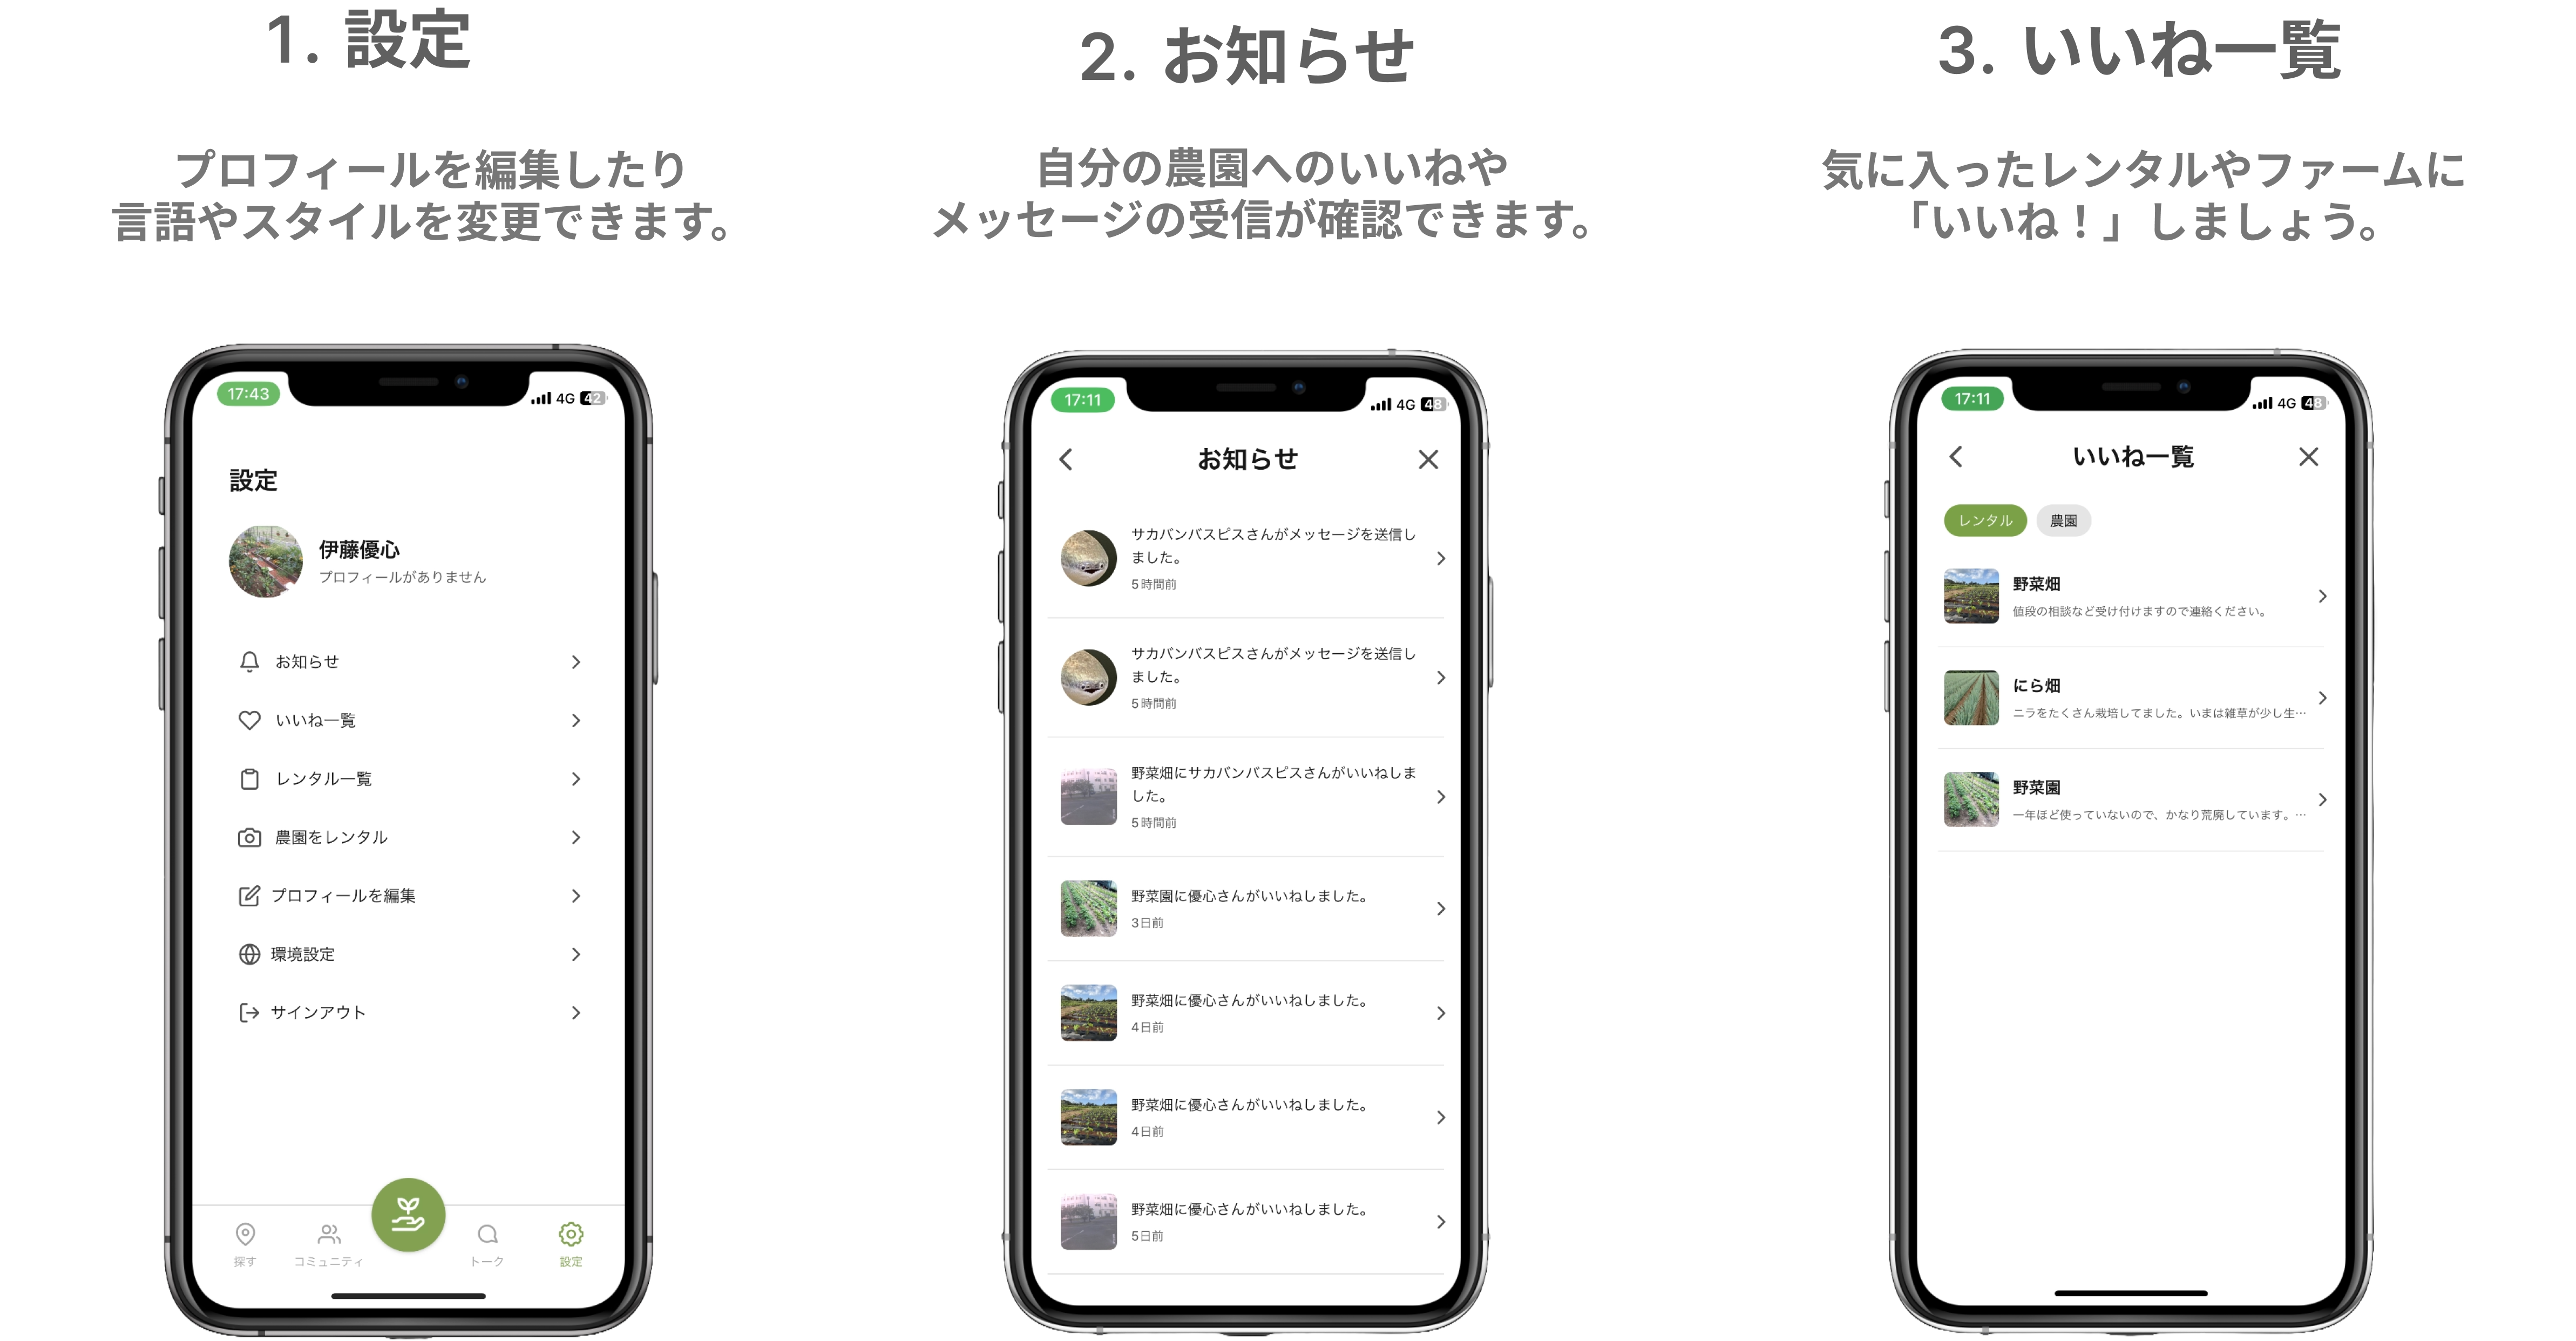 1. 設定
プロフィールを編集したり
言語やスタイルを変更できます。
17:43
4G 42
設定
伊藤優心
プロフィールがありません
お知らせ
いいね一覧
レンタル一覧
農園をレンタル
プロフィールを編集
環境設定
サインアウト
探す
コミュニティ
トーク
設定
2. お知らせ
自分の農園へのいいねや
メッセージの受信が確認できます。
17:11
4G 48
お知らせ
サカバンバスピスさんがメッセージを送信し
ました。
5時間前
サカバンバスピスさんがメッセージを送信し
ました。
5時間前
野菜畑にサカバンバスピスさんがいいねしま
した。
5時間前
野菜園に優心さんがいいねしました。
3日前
野菜畑に優心さんがいいねしました。
4日前
野菜畑に優心さんがいいねしました。
4日前
野菜畑に優心さんがいいねしました。
5日前
3. いいね一覧
気に入ったレンタルやファームに
「いいね！」しましょう。
17:11
4G 48
いいね一覧
レンタル
農園
野菜畑
値段の相談など受け付けますので連絡ください。
にら畑
ニラをたくさん栽培してました。いまは雑草が少し生…
野菜園
一年ほど使っていないので、かなり荒廃しています。…